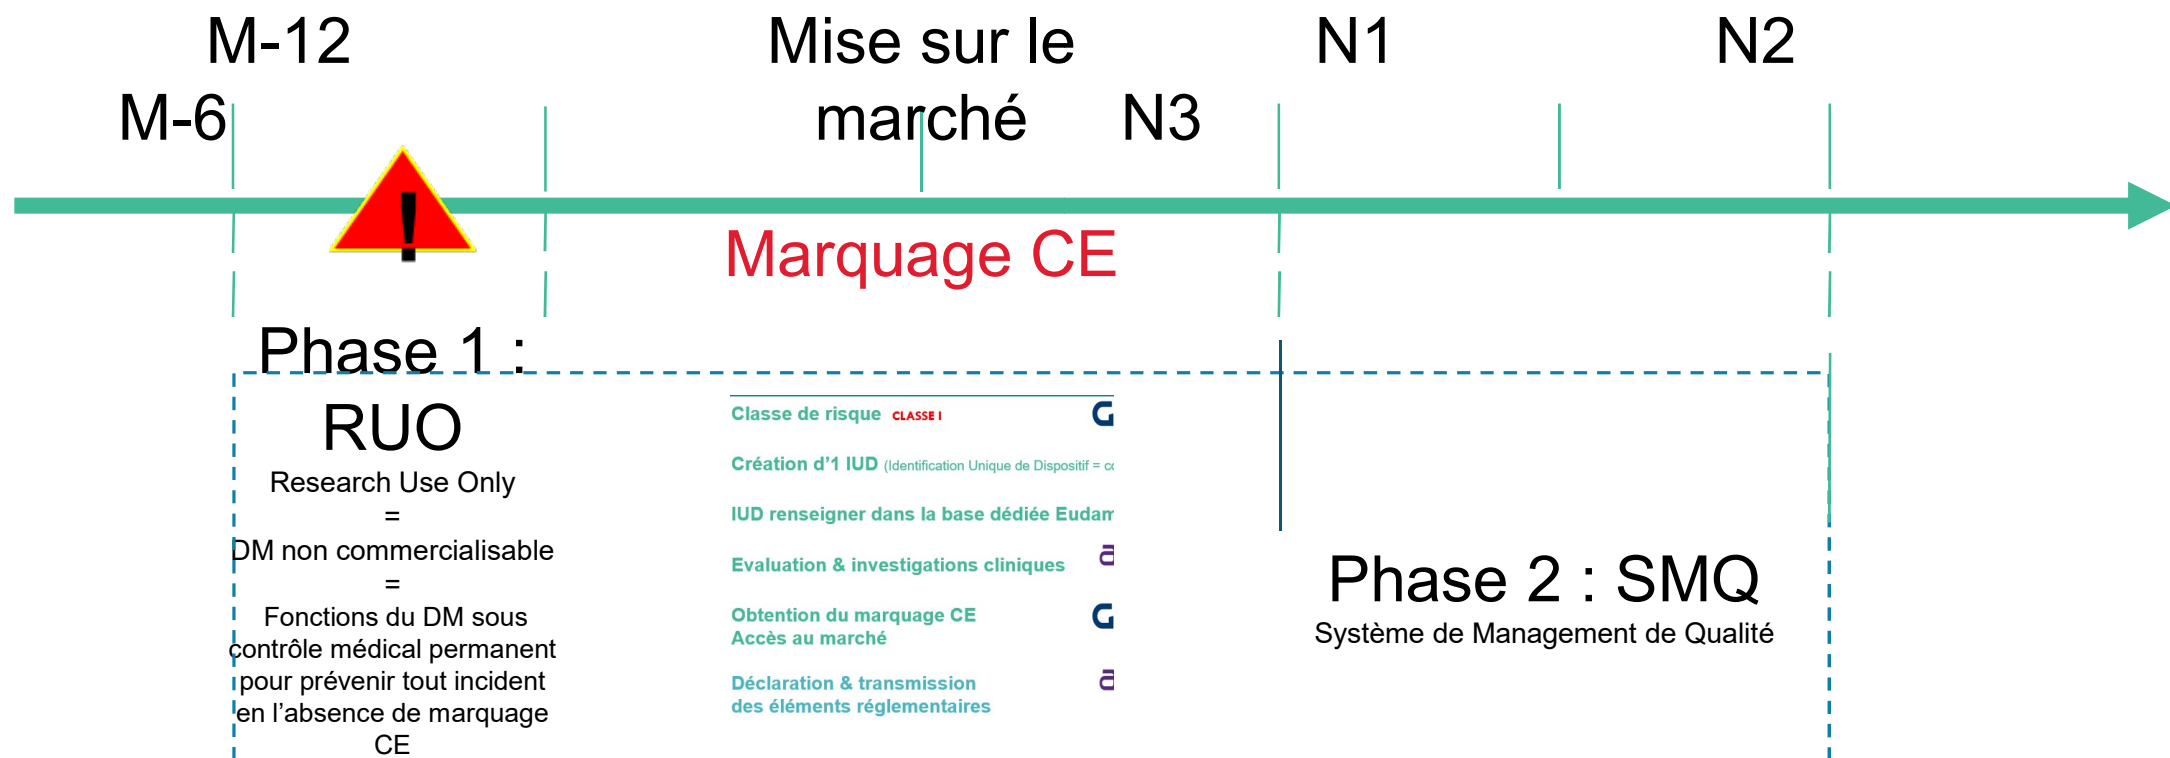 M-12 Mise sur le N1 N2
M-6 marché N3
!
Marquage CE
Phase 1 :
RUO
Research Use Only
=
DM non commercialisable
=
Fonctions du DM sous
contrôle médical permanent
pour prévenir tout incident
en l'absence de marquage
CE
Classe de risque CLASSE I
Création d'1 IUD (Identification Unique de Dispositif =
IUD renseigner dans la base dédiée Eudam
Evaluation & investigations cliniques
Obtention du marquage CE
Accès au marché
Déclaration & transmission
des éléments réglementaires
Phase 2 : SMQ
Système de Management de Qualité